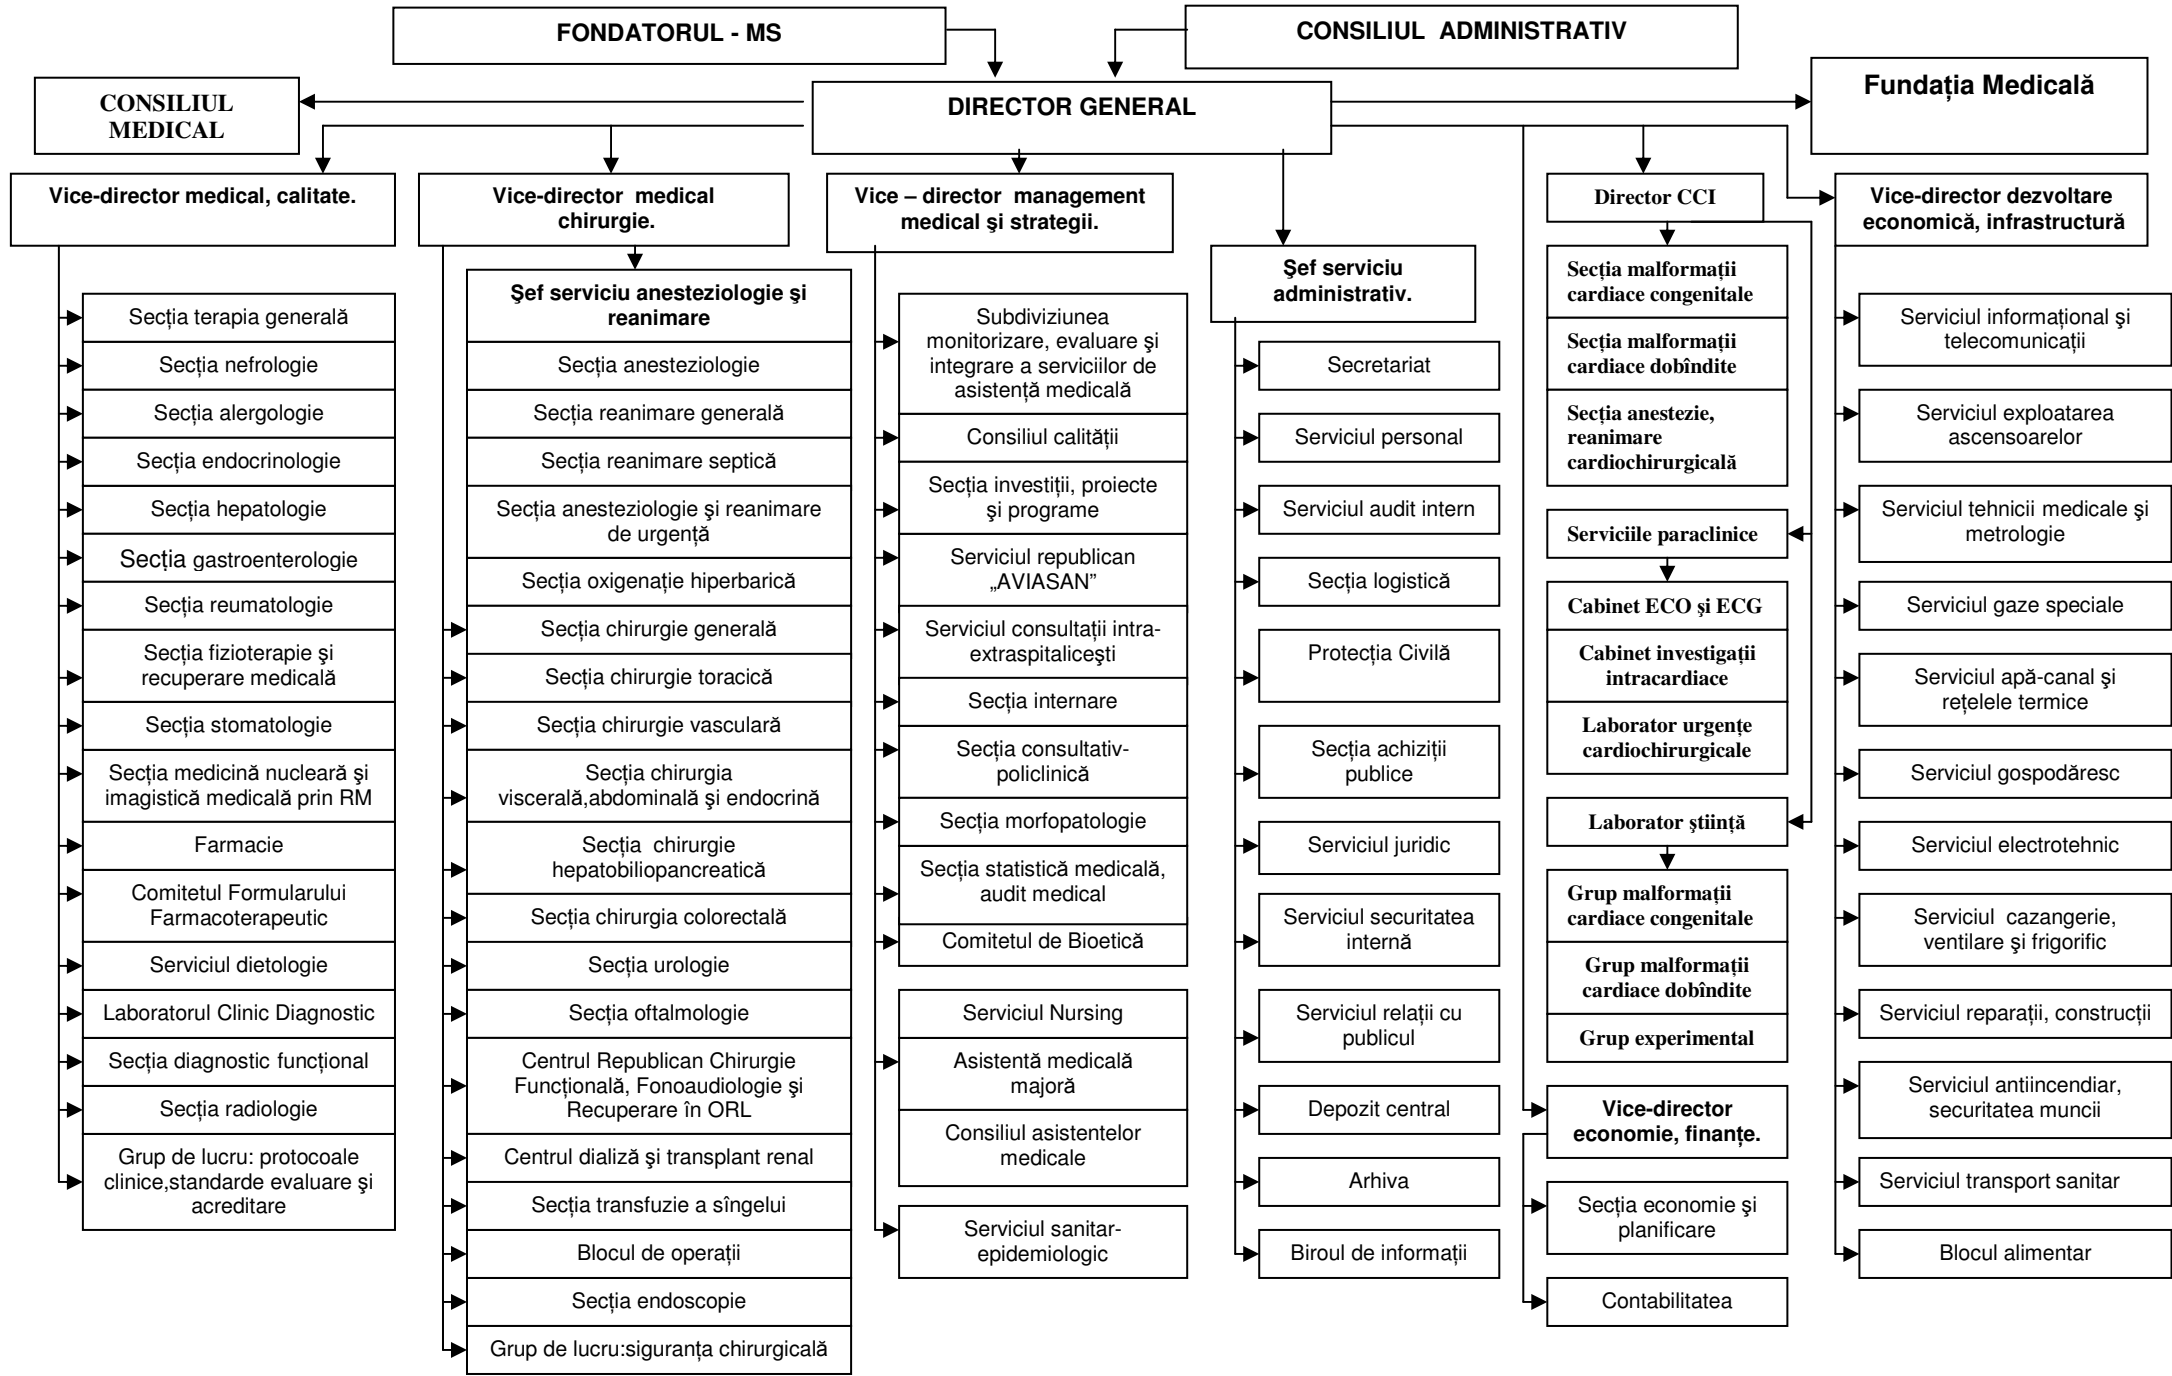 FONDATORUL - MS
CONSILIUL ADMINISTRATIV
CONSILIUL
MEDICAL
DIRECTOR GENERAL
Fundația Medicală
Vice-director medical, calitate.
Vice-director medical
chirurgie.
Vice – director management
medical şi strategii.
Şef serviciu
administrativ.
Director CCI
Vice-director dezvoltare
economică, infrastructură
Secția terapia generală
Secția nefrologie
Secția alergologie
Secția endocrinologie
Secția hepatologie
Secția gastroenterologie
Secția reumatologie
Secția fizioterapie şi
recuperare medicală
Secția stomatologie
Secția medicină nucleară şi
imagistică medicală prin RM
Farmacie
Comitetul Formularului
Farmacoterapeutic
Serviciul dietologie
Laboratorul Clinic Diagnostic
Secția diagnostic funcțional
Secția radiologie
Grup de lucru: protocoale
clinice,standarde evaluare şi
acreditare
Şef serviciu anesteziologie şi
reanimare
Secția anesteziologie
Secția reanimare generală
Secția reanimare septică
Secția anesteziologie şi reanimare
de urgență
Secția oxigenație hiperbarică
Secția chirurgie generală
Secția chirurgie toracică
Secția chirurgie vasculară
Secția chirurgia
viscerală,abdominală şi endocrină
Secția chirurgie
hepatobiliopancreatică
Secția chirurgia colorectală
Secția urologie
Secția oftalmologie
Centrul Republican Chirurgie
Funcțională, Fonoaudiologie şi
Recuperare în ORL
Centrul dializă şi transplant renal
Secția transfuzie a sîngelui
Blocul de operații
Secția endoscopie
Grup de lucru:siguranța chirurgicală
Subdiviziunea
monitorizare, evaluare şi
integrare a serviciilor de
asistență medicală
Consiliul calității
Secția investiții, proiecte
şi programe
Serviciul republican
„AVIASAN”
Serviciul consultații intra-
extraspitaliceşti
Secția internare
Secția consultativ-
policlinică
Secția morfopatologie
Secția statistică medicală,
audit medical
Comitetul de Bioetică
Serviciul Nursing
Asistentă medicală
majoră
Consiliul asistentelor
medicale
Serviciul sanitar-
epidemiologic
Secretariat
Serviciul personal
Serviciul audit intern
Secția logistică
Protecția Civilă
Secția achiziții
publice
Serviciul juridic
Serviciul securitatea
internă
Serviciul relații cu
publicul
Depozit central
Arhiva
Biroul de informații
Secția malformații
cardiace congenitale
Secția malformații
cardiace dobîndite
Secția anestezie,
reanimare
cardiochirurgicală
Serviciile paraclinice
Cabinet ECO şi ECG
Cabinet investigații
intracardiace
Laborator urgențe
cardiochirurgicale
Laborator ştiință
Grup malformații
cardiace congenitale
Grup malformații
cardiace dobîndite
Grup experimental
Vice-director
economie, finanțe.
Secția economie şi
planificare
Contabilitatea
Serviciul informațional şi
telecomunicații
Serviciul exploatarea
ascensoarelor
Serviciul tehnicii medicale şi
metrologie
Serviciul gaze speciale
Serviciul apă-canal şi
rețelele termice
Serviciul gospodăresc
Serviciul electrotehnic
Serviciul cazangerie,
ventilare şi frigorific
Serviciul reparații, construcții
Serviciul antiincendiar,
securitatea muncii
Serviciul transport sanitar
Blocul alimentar